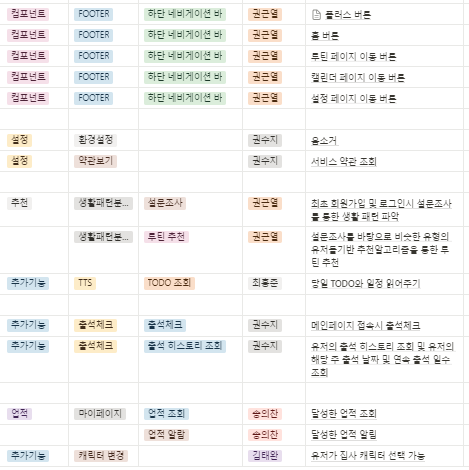 컴포넌트 FOOTER 하단 네비게이션 바 권근열 플러스 버튼
컴포넌트 FOOTER 하단 네비게이션 바 권근열 홈 버튼
컴포넌트 FOOTER 하단 네비게이션 바 권근열 루틴 페이지 이동 버튼
컴포넌트 FOOTER 하단 네비게이션 바 권근열 캘린더 페이지 이동 버튼
컴포넌트 FOOTER 하단 네비게이션 바 권근열 설정 페이지 이동 버튼
설정 환경설정 권수지 음소거
설정 약관보기 권수지 서비스 약관 조회
추천 생활패턴분... 설문조사 권근열 최초 회원가입 및 로그인시 설문조사
를 통한 생활 패턴 파악
생활패턴분... 루틴 추천 권근열 설문조사를 바탕으로 비슷한 유형의
유저들기반 추천알고리즘을 통한 루
틴 추천
추가기능 TTS TODO 조회 최홍준 당일 TODO와 일정 읽어주기
추가기능 출석체크 출석체크 권수지 메인페이지 접속시 출석체크
추가기능 출석체크 출석 히스토리 조회 권수지 유저의 출석 히스토리 조회 및 유저의
해당 주 출석 날짜 및 연속 출석 일수
조회
업적 마이페이지 업적 조회 송의찬 달성한 업적 조회
업적 알람 송의찬 달성한 업적 알림
추가기능 캐릭터 변경 김태완 유저가 집사 캐릭터 선택 가능